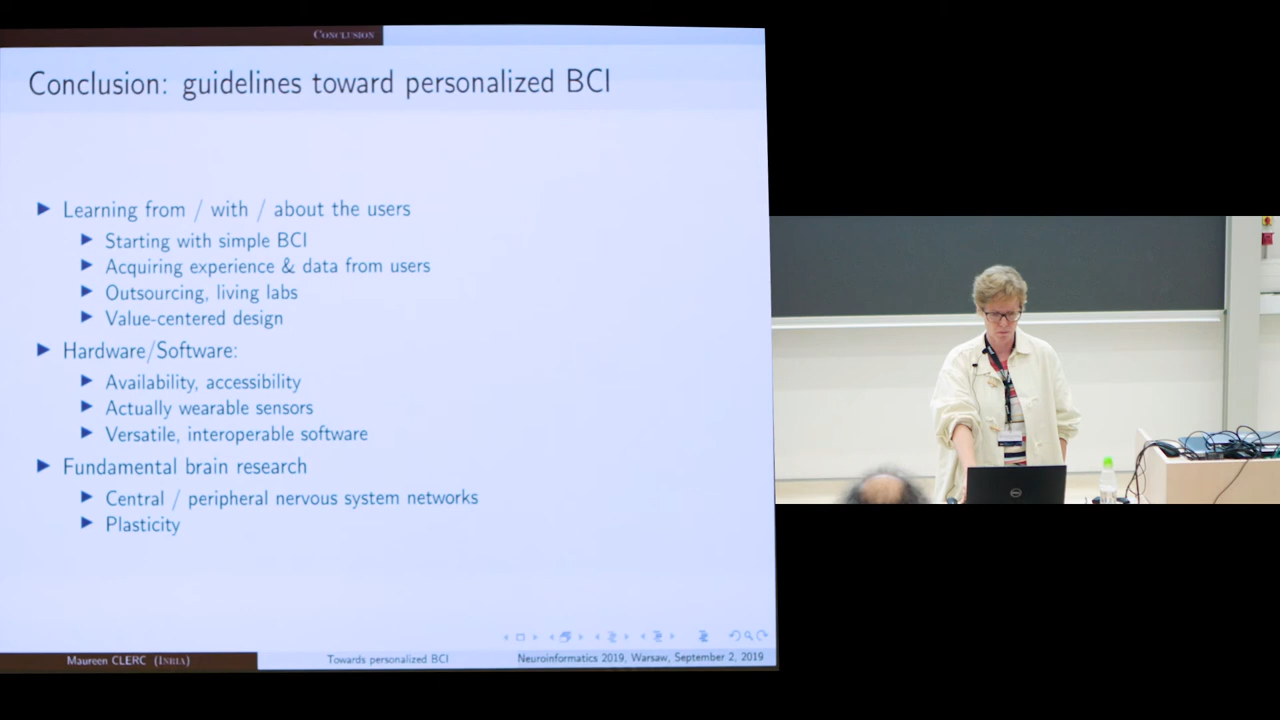 Conclusion
Conclusion: guidelines toward personalized BCI
Learning from / with / about the users
Starting with simple BCI
Acquiring experience & data from users
Outsourcing, living labs
Value-centered design
Hardware/Software:
Availability, accessibility
Actually wearable sensors
Versatile, interoperable software
Fundamental brain research
Central / peripheral nervous system networks
Plasticity
Maureen CLERC (Inria) Towards personalized BCI Neuroinformatics 2019, Warsaw, September 2, 2019
DELL